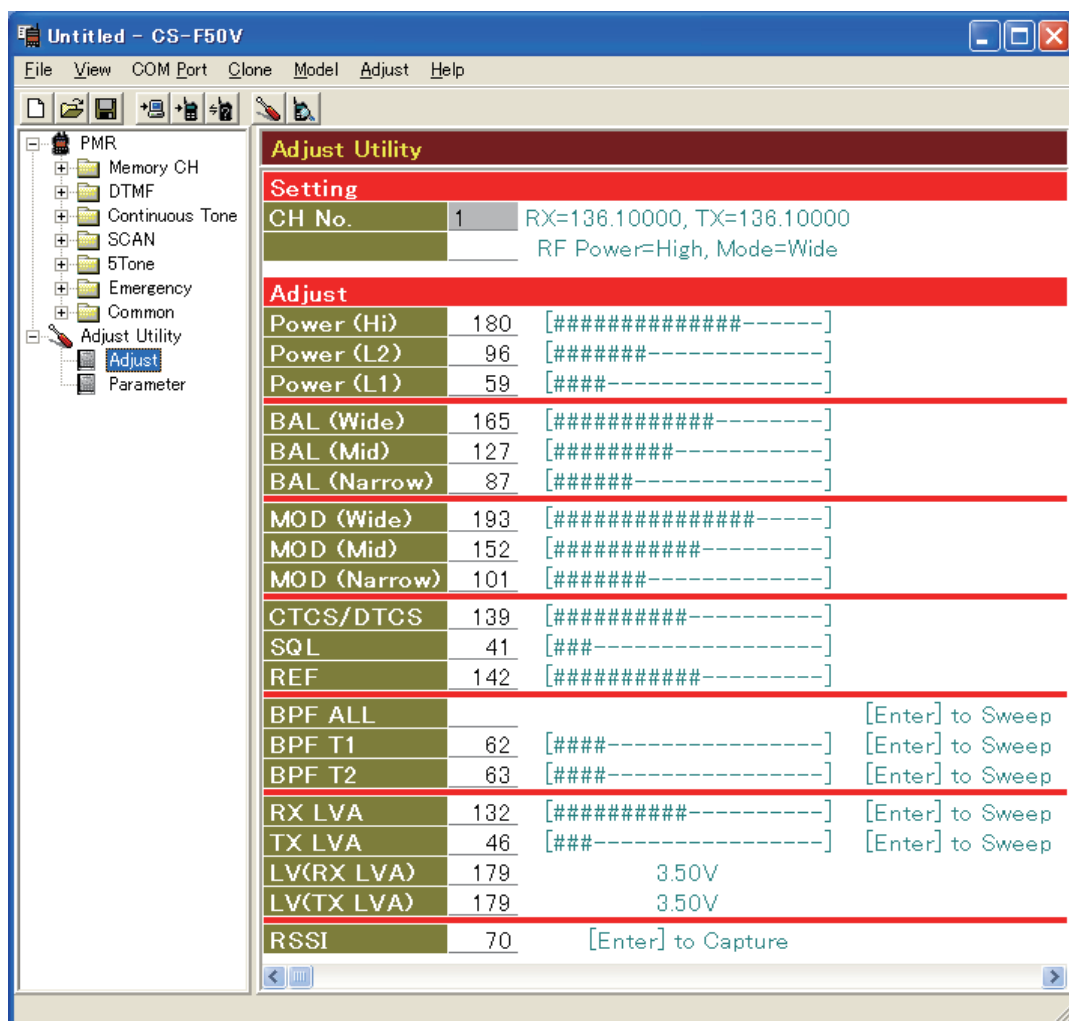 Untitled - CS-F50V
File View COM Port Clone Model Adjust Help
PMR
Memory CH
DTMF
Continuous Tone
SCAN
5Tone
Emergency
Common
Adjust Utility
Adjust
Parameter
Adjust Utility
Setting
CH No. 1 RX=136.10000, TX=136.10000
RF Power=High, Mode=Wide
Adjust
Power (Hi) 180 [##############------]
Power (L2) 96 [#######-------------]
Power (L1) 59 [####----------------]
BAL (Wide) 165 [############--------]
BAL (Mid) 127 [#########-----------]
BAL (Narrow) 87 [######--------------]
MOD (Wide) 193 [###############-----]
MOD (Mid) 152 [###########---------]
MOD (Narrow) 101 [#######-------------]
CTCS/DTCS 139 [##########----------]
SQL 41 [###-----------------]
REF 142 [###########---------]
BPF ALL [Enter] to Sweep
BPF T1 62 [####----------------] [Enter] to Sweep
BPF T2 63 [####----------------] [Enter] to Sweep
RX LVA 132 [##########----------] [Enter] to Sweep
TX LVA 46 [###-----------------] [Enter] to Sweep
LV(RX LVA) 179 3.50V
LV(TX LVA) 179 3.50V
RSSI 70 [Enter] to Capture